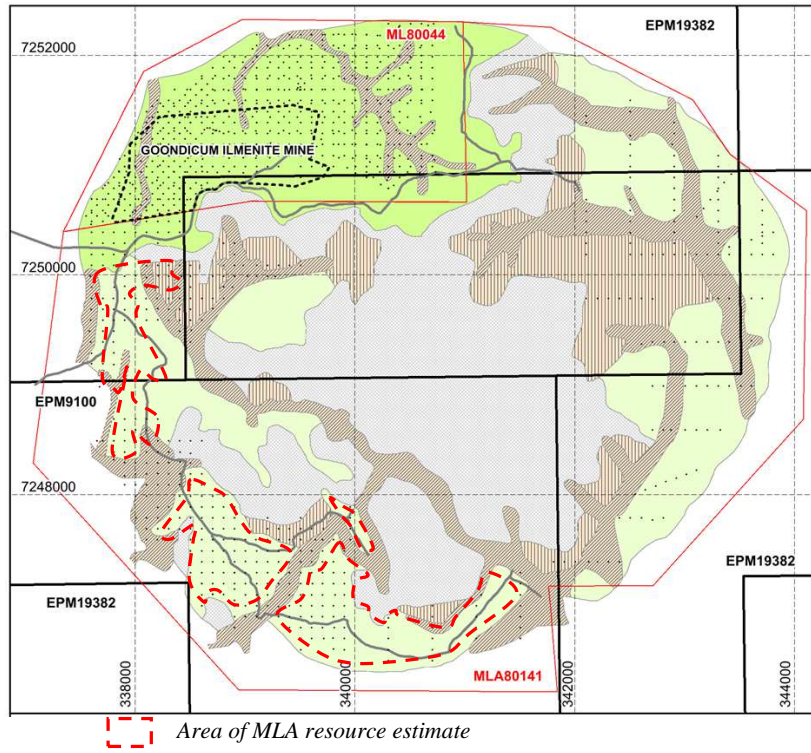 7252000
ML80044
EPM19382
GOONDICUM ILMENITE MINE
7250000
EPM9100
7248000
EPM19382
EPM19382
MLA80141
338000
340000
342000
344000
Area of MLA resource estimate